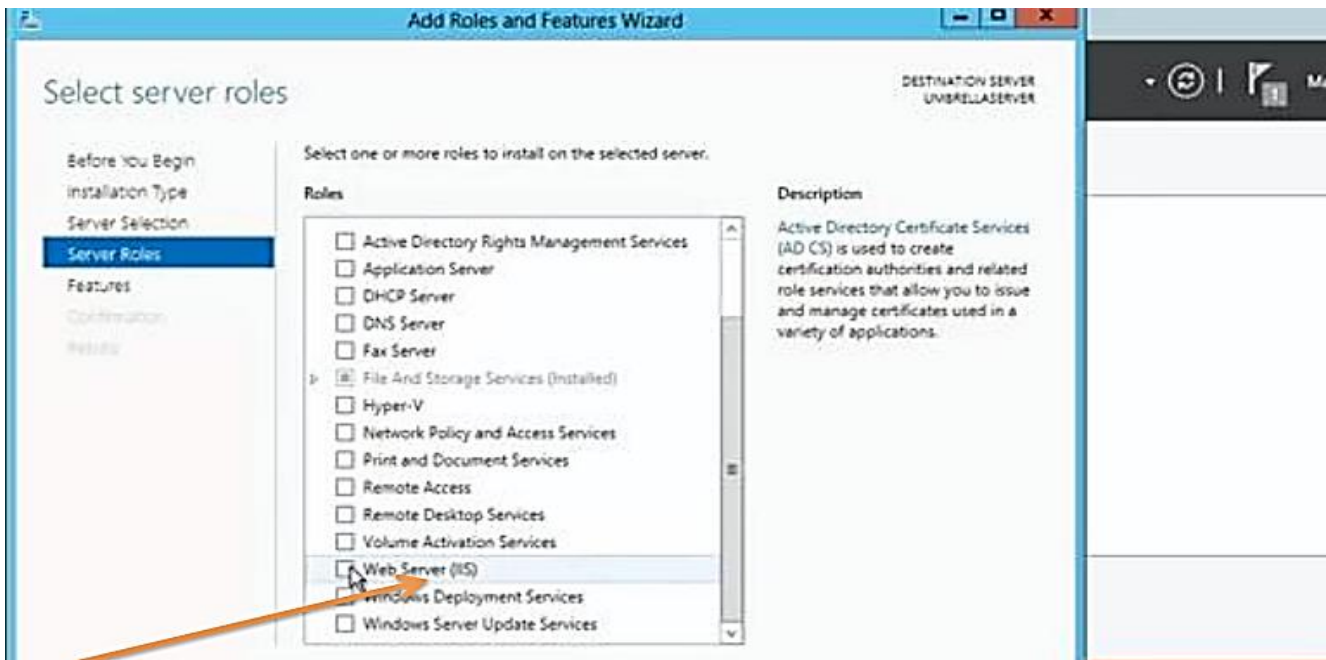 Add Roles and Features Wizard
Select server roles
DESTINATION SERVER
UMBRELLASERVER
Before You Begin
Installation Type
Server Selection
Server Roles
Features
Confirmation
Results
Select one or more roles to install on the selected server.
Roles
Active Directory Rights Management Services
Application Server
DHCP Server
DNS Server
Fax Server
File And Storage Services (Installed)
Hyper-V
Network Policy and Access Services
Print and Document Services
Remote Access
Remote Desktop Services
Volume Activation Services
Web Server (IIS)
Windows Deployment Services
Windows Server Update Services
Description
Active Directory Certificate Services
(AD CS) is used to create
certification authorities and related
role services that allow you to issue
and manage certificates used in a
variety of applications.
1